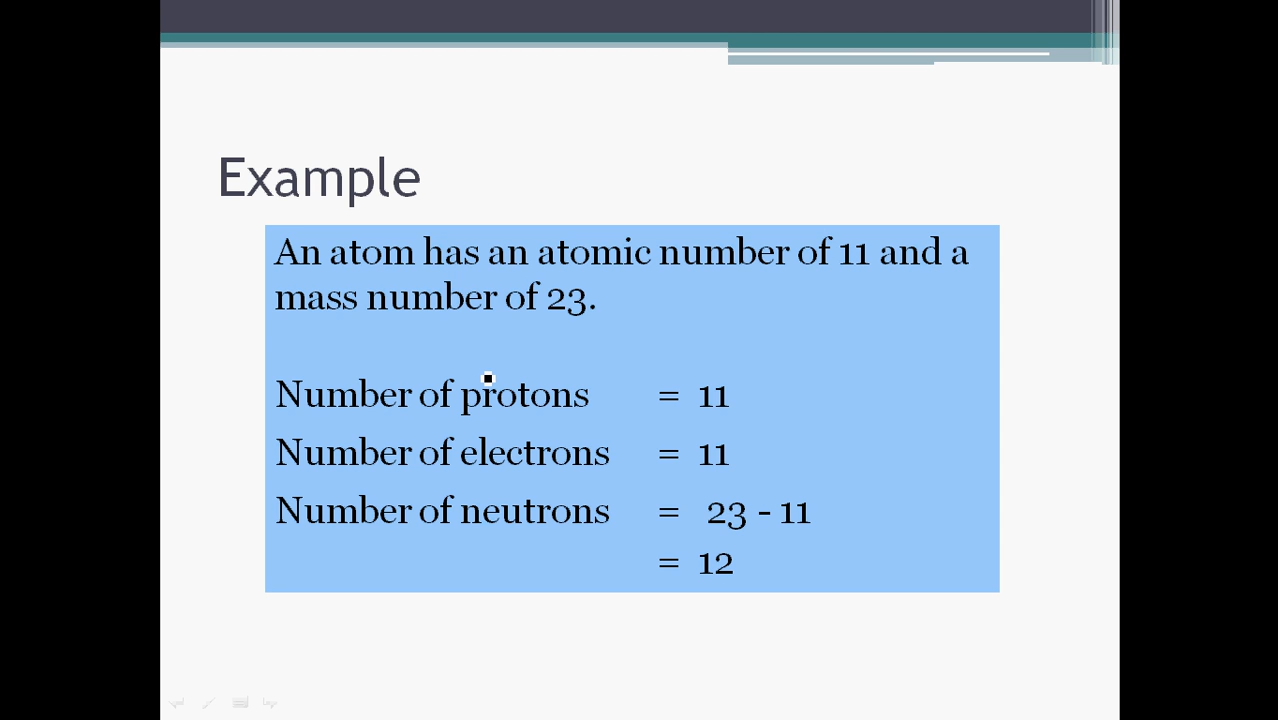 Example
An atom has an atomic number of 11 and a
mass number of 23.
Number of protons = 11
Number of electrons = 11
Number of neutrons = 23 - 11
= 12